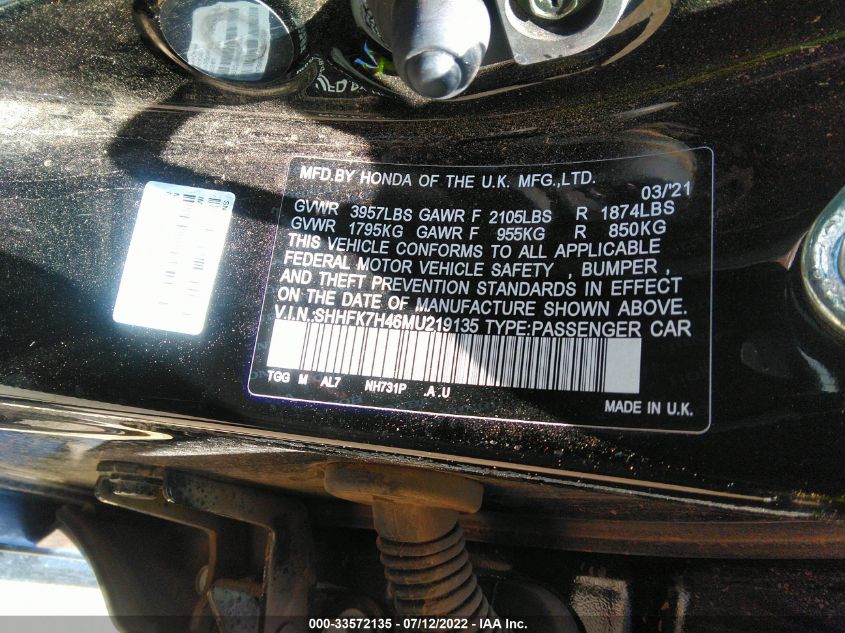 MFD.BY HONDA OF THE U.K. MFG.,LTD.
03/'21
GVWR 3957LBS GAWR F 2105LBS R 1874LBS
GVWR 1795KG GAWR F 955KG R 850KG
THIS VEHICLE CONFORMS TO ALL APPLICABLE
FEDERAL MOTOR VEHICLE SAFETY , BUMPER ,
AND THEFT PREVENTION STANDARDS IN EFFECT
ON THE DATE OF MANUFACTURE SHOWN ABOVE.
V.I.N.:SHHFK7H46MU219135 TYPE:PASSENGER CAR
TGG M AL7 NH731P .A.U
MADE IN U.K.
000-33572135 - 07/12/2022 - IAA Inc.